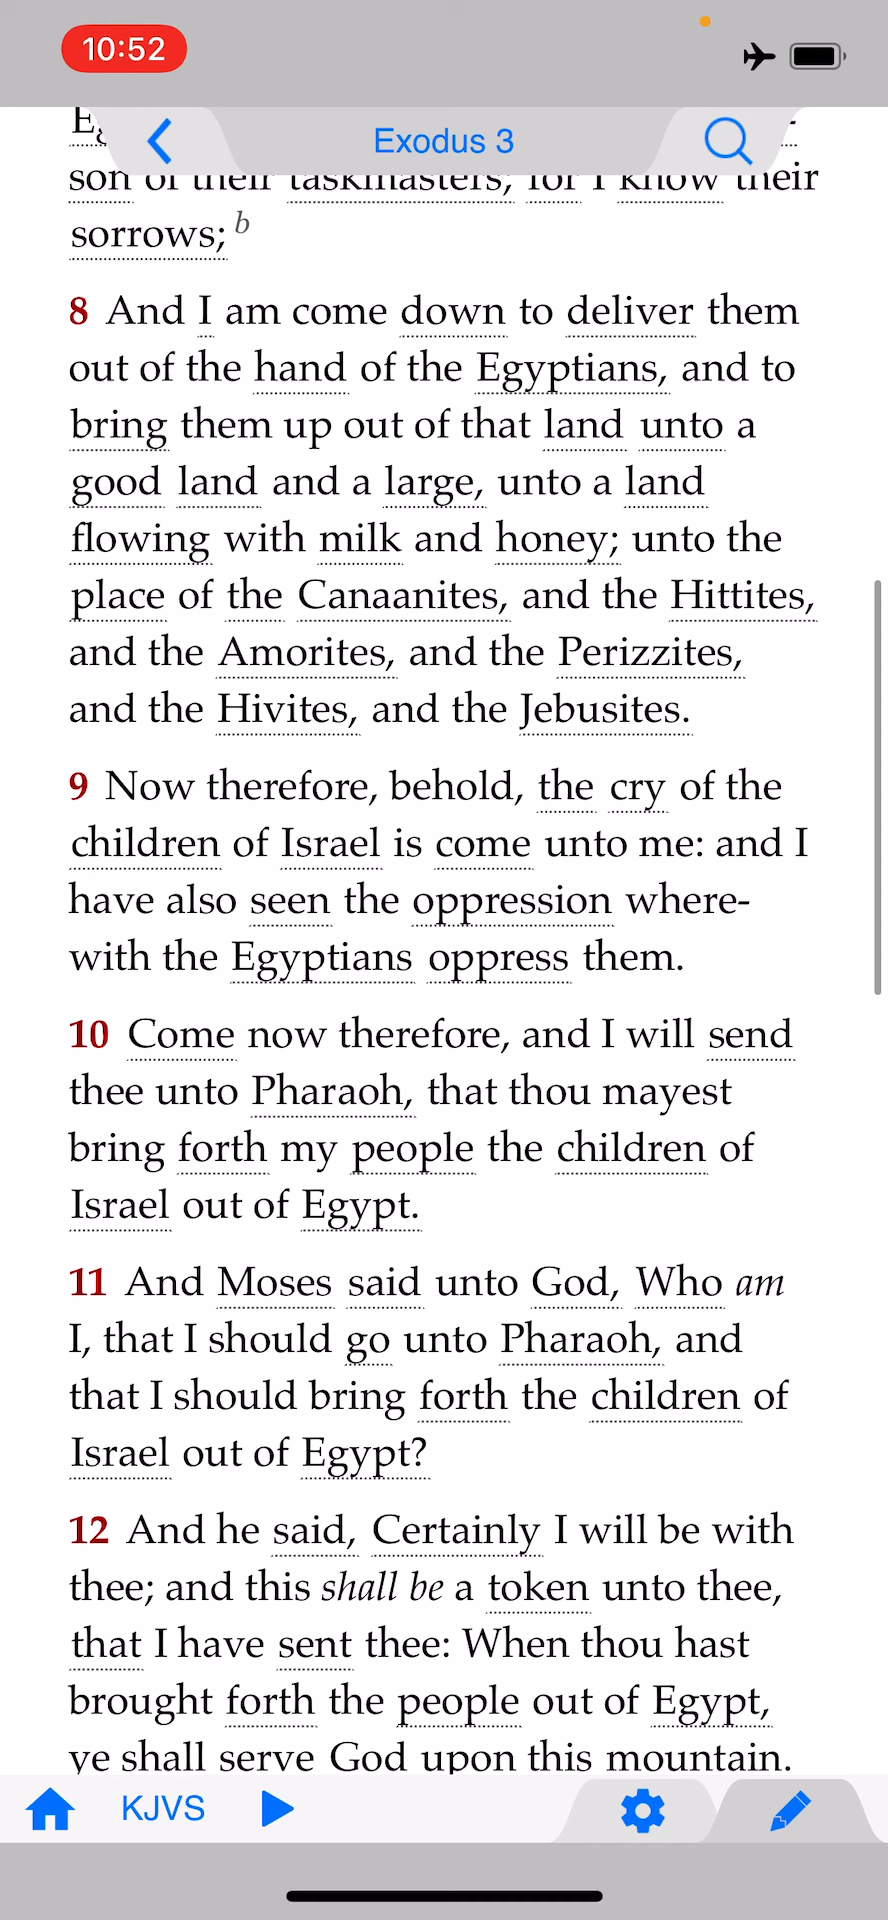 10:52
Exodus 3
son of their taskmasters; for I know their
sorrows; b
8 And I am come down to deliver them
out of the hand of the Egyptians, and to
bring them up out of that land unto a
good land and a large, unto a land
flowing with milk and honey; unto the
place of the Canaanites, and the Hittites,
and the Amorites, and the Perizzites,
and the Hivites, and the Jebusites.
9 Now therefore, behold, the cry of the
children of Israel is come unto me: and I
have also seen the oppression where-
with the Egyptians oppress them.
10 Come now therefore, and I will send
thee unto Pharaoh, that thou mayest
bring forth my people the children of
Israel out of Egypt.
11 And Moses said unto God, Who am
I, that I should go unto Pharaoh, and
that I should bring forth the children of
Israel out of Egypt?
12 And he said, Certainly I will be with
thee; and this shall be a token unto thee,
that I have sent thee: When thou hast
brought forth the people out of Egypt,
ye shall serve God upon this mountain.
KJVS